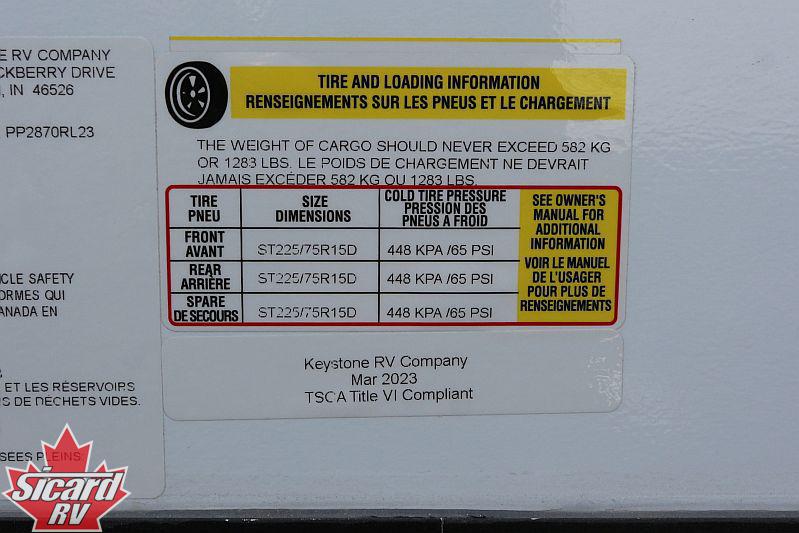 E RV COMPANY
CKBERRY DRIVE
, IN 46526
PP2870RL23
CLE SAFETY
ORMES QUI
ANADA EN
ET LES RÉSERVOIRS
S DE DÉCHETS VIDES.
SÉES PLEINS.
TIRE AND LOADING INFORMATION
RENSEIGNEMENTS SUR LES PNEUS ET LE CHARGEMENT
THE WEIGHT OF CARGO SHOULD NEVER EXCEED 582 KG
OR 1283 LBS. LE POIDS DE CHARGEMENT NE DEVRAIT
JAMAIS EXCÉDER 582 KG OU 1283 LBS.
TIRE SIZE COLD TIRE PRESSURE
PNEU DIMENSIONS PRESSION DES
PNEUS A FROID
FRONT
AVANT ST225/75R15D 448 KPA /65 PSI
REAR
ARRIÈRE ST225/75R15D 448 KPA /65 PSI
SPARE
DE SECOURS ST225/75R15D 448 KPA /65 PSI
SEE OWNER'S
MANUAL FOR
ADDITIONAL
INFORMATION
VOIR LE MANUEL
DE L'USAGER
POUR PLUS DE
RENSEIGNEMENTS
Keystone RV Company
Mar 2023
TSCA Title VI Compliant
Sicard
RV